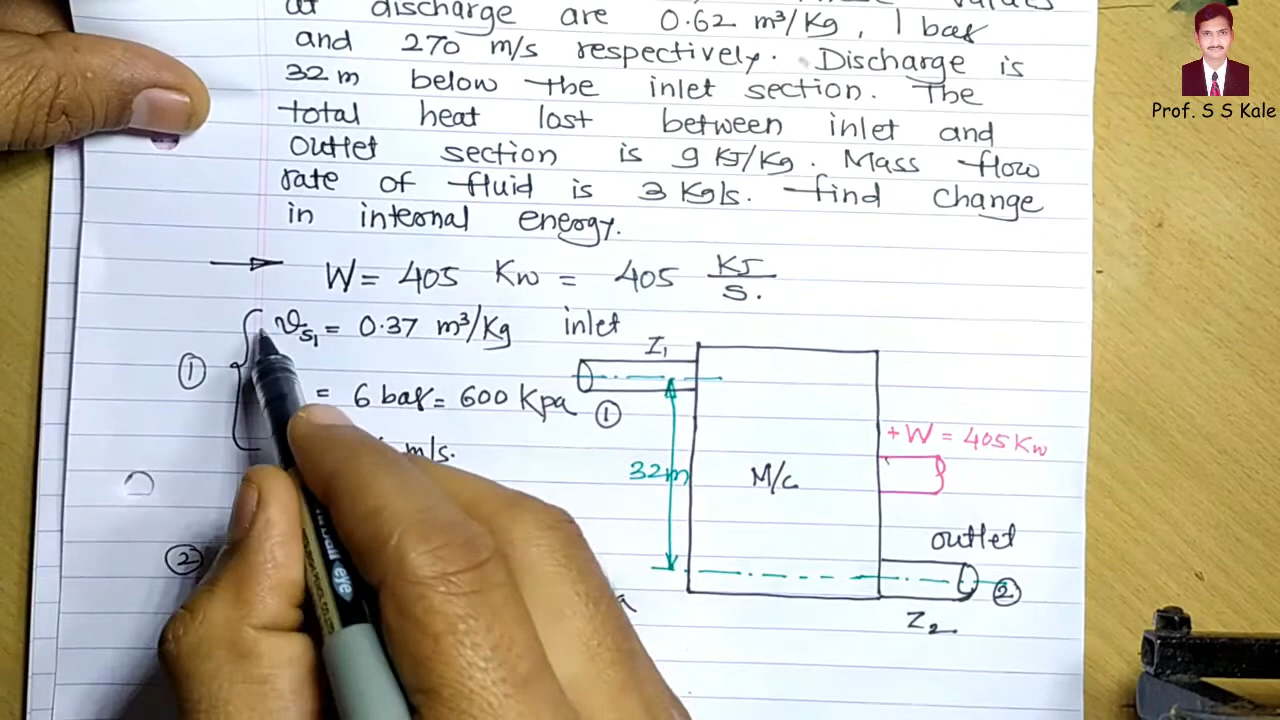 at discharge are 0.62 m³/Kg, 1 bar
and 270 m/s respectively. Discharge is
32m below the inlet section. The
total heat lost between inlet and
outlet section is 9 KJ/Kg. Mass flow
rate of fluid is 3 Kg/s. find change
in internal energy.
→ W = 405 Kw = 405 KJ/S.
① vs₁ = 0.37 m³/Kg inlet
= 6 bar = 600 Kpa
m/s.
②
Z₁
①
32m
M/c
+W = 405 Kw
outlet
②
Z₂
Prof. S S Kale